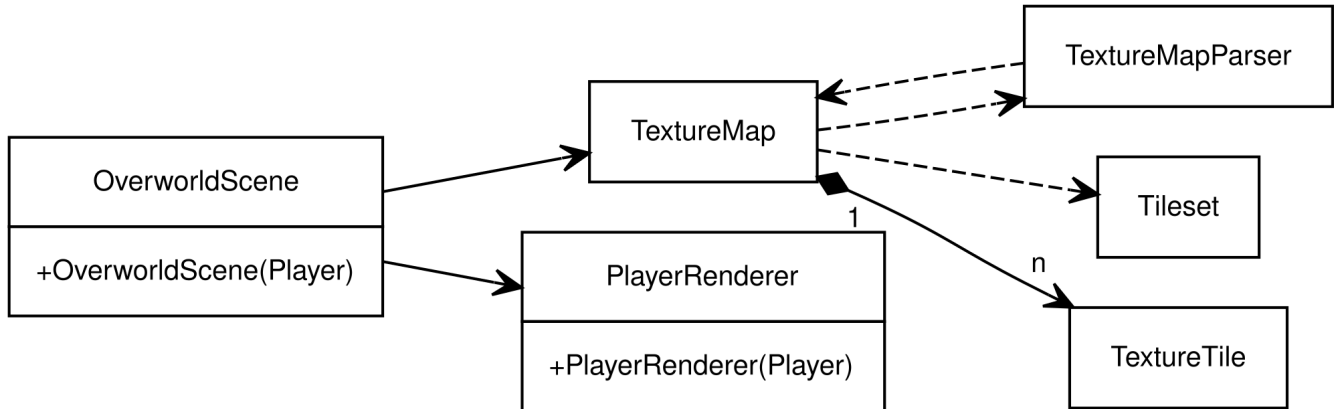 OverworldScene
+OverworldScene(Player)
TextureMap
PlayerRenderer
+PlayerRenderer(Player)
1
n
TextureMapParser
Tileset
TextureTile